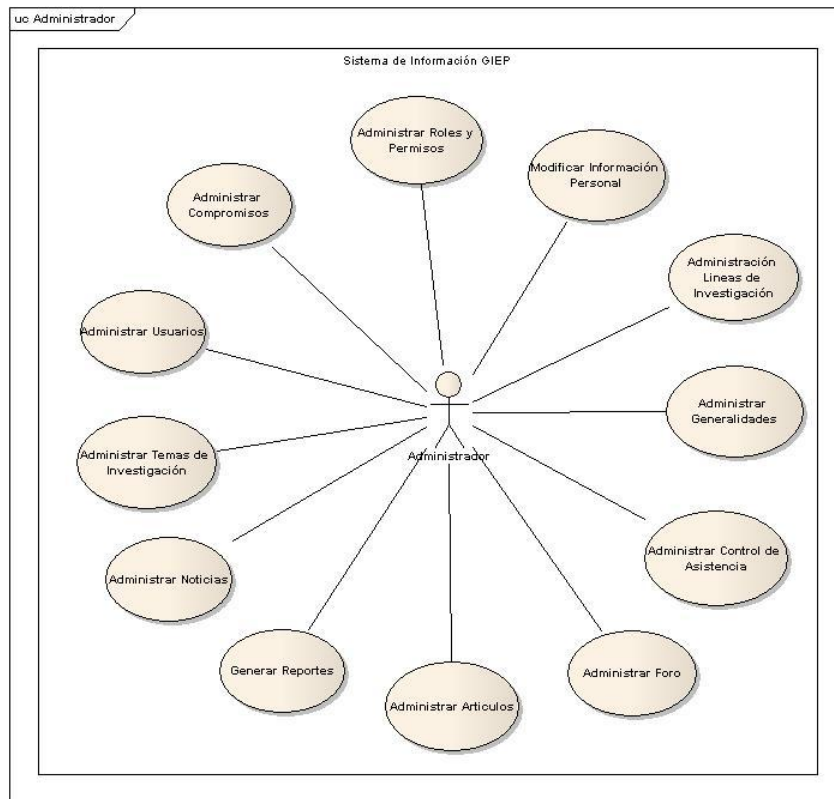 uc Administrador
Sistema de Información GIEP
Administrar Roles y
Permisos
Modificar Información
Personal
Administrar
Compromisos
Administración
Lineas de
Investigación
Administrar Usuarios
Administrar
Generalidades
Administrador
Administrar Temas de
Investigación
Administrar Control de
Asistencia
Administrar Noticias
Generar Reportes
Administrar Foro
Administrar Articulos